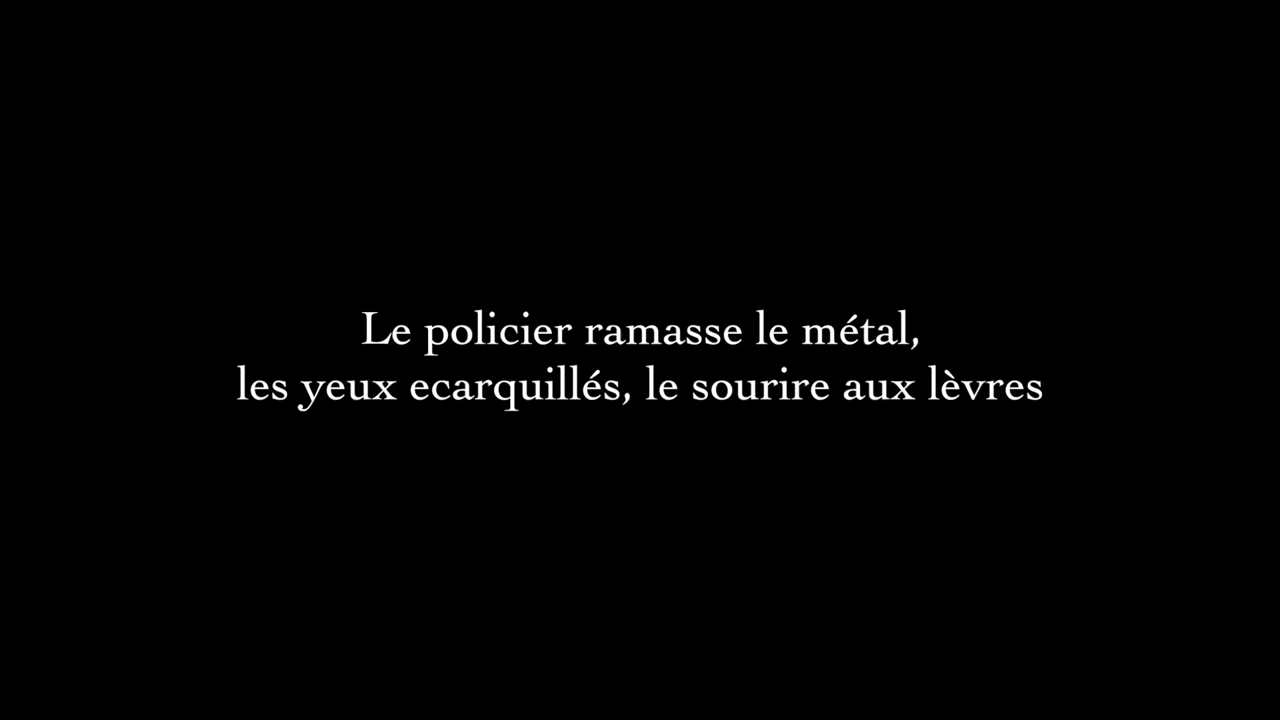 Le policier ramasse le métal,
les yeux ecarquillés, le sourire aux lèvres